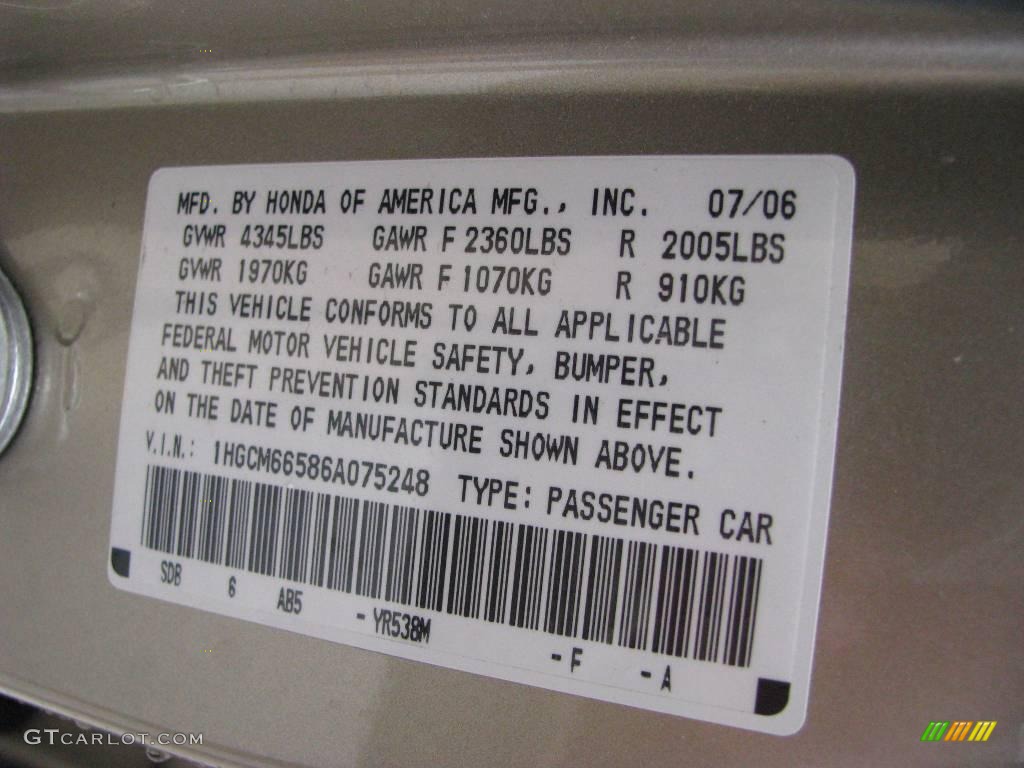 MFD. BY HONDA OF AMERICA MFG., INC. 07/06
GVWR 4345LBS GAWR F 2360LBS R 2005LBS
GVWR 1970KG GAWR F 1070KG R 910KG
THIS VEHICLE CONFORMS TO ALL APPLICABLE
FEDERAL MOTOR VEHICLE SAFETY, BUMPER,
AND THEFT PREVENTION STANDARDS IN EFFECT
ON THE DATE OF MANUFACTURE SHOWN ABOVE.
V.I.N.: 1HGCM66586A075248 TYPE: PASSENGER CAR
SDB 6 AB5 - YR538M - F - A
GTCARLOT.COM